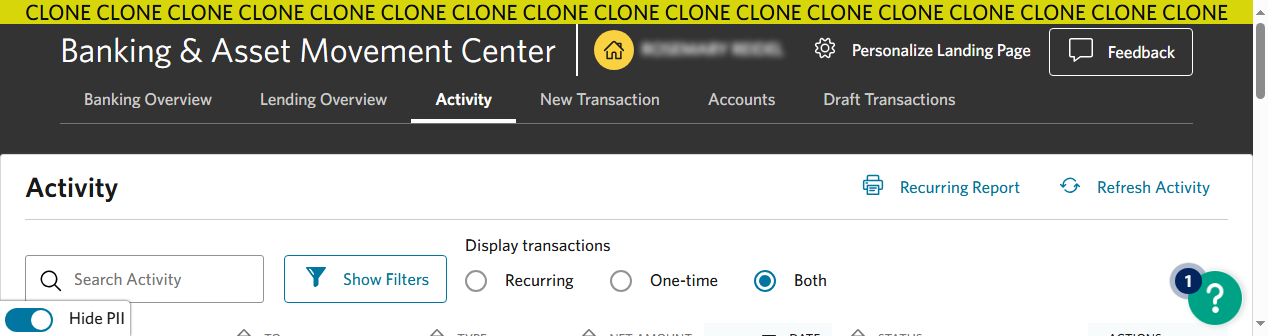 CLONE CLONE CLONE CLONE CLONE CLONE CLONE CLONE CLONE CLONE CLONE CLONE CLONE CLONE CLONE CLONE CLONE
Banking & Asset Movement Center
Personalize Landing Page
Feedback
Banking Overview Lending Overview Activity New Transaction Accounts Draft Transactions
Activity
Recurring Report
Refresh Activity
Display transactions
Search Activity
Show Filters
Recurring One-time Both
1
?
Hide PII
TO TYPE NET AMOUNT DATE STATUS ACTIONS